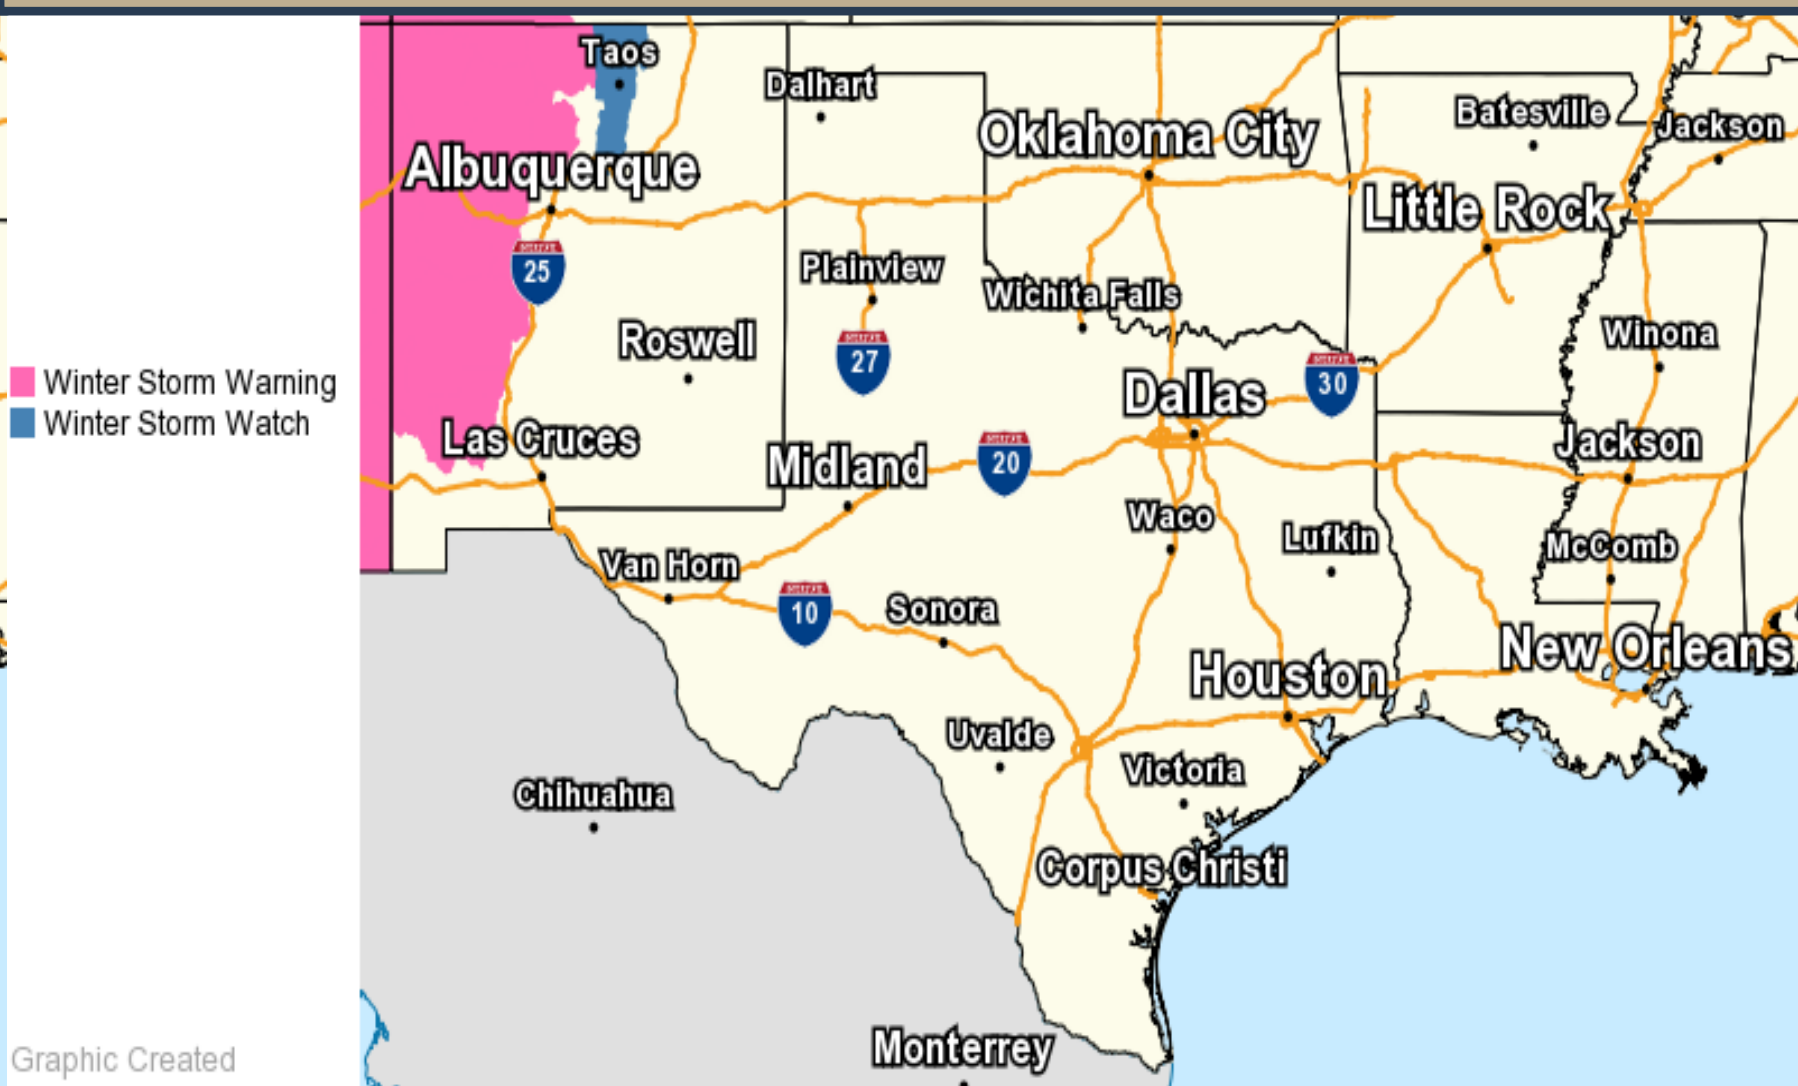 Taos
Dalhart
Oklahoma City
Batesville
Jackson
Albuquerque
Little Rock
25
Plainview
Wichita Falls
Roswell
27
Winona
Winter Storm Warning
Winter Storm Watch
Dallas
30
Las Cruces
Midland
20
Jackson
Waco
Lufkin
McComb
Van Horn
10
Sonora
New Orleans
Houston
Uvalde
Victoria
Chihuahua
Corpus Christi
Monterrey
Graphic Created